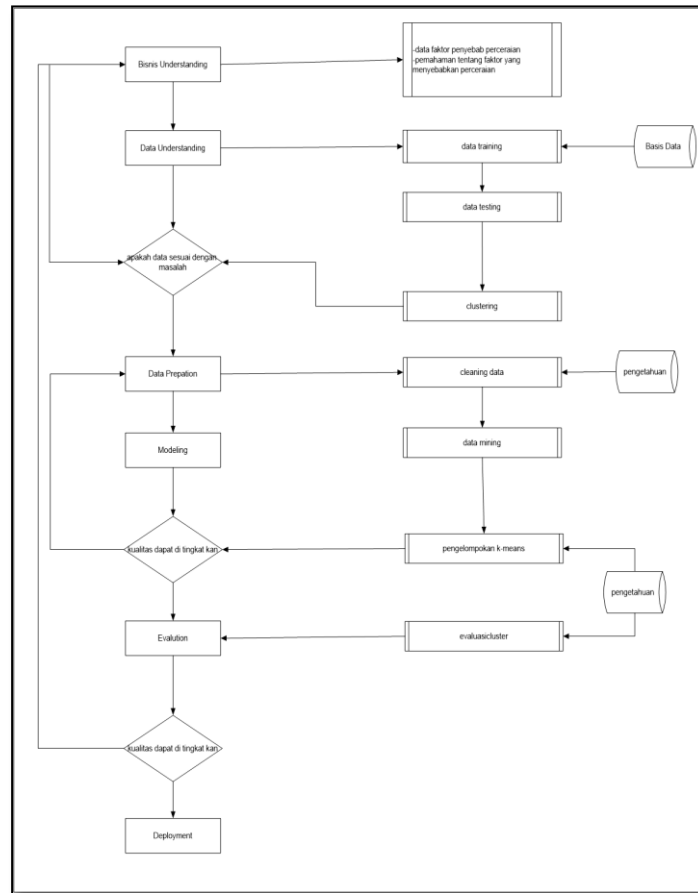 Bisnis Understanding
-data faktor penyebab perceraian
-pemahaman tentang faktor yang
menyebabkan perceraian
Data Understanding
data training
Basis Data
data testing
apakah data sesuai dengan
masalah
clustering
Data Prepation
cleaning data
pengetahuan
Modeling
data mining
kualitas dapat di tingkat kan
pengelompokan k-means
pengetahuan
Evalution
evaluasicluster
kualitas dapat di tingkat kan
Deployment